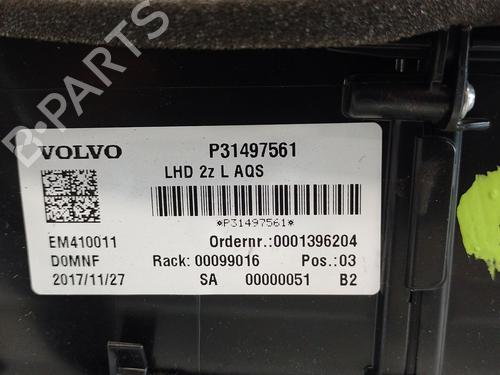 VOLVO
P31497561
LHD 2z L AQS
*P31497561*
EM410011
Ordernr.:0001396204
D0MNF
Rack: 00099016
Pos.: 03
2017/11/27
SA
00000051
B2
B-PARTS